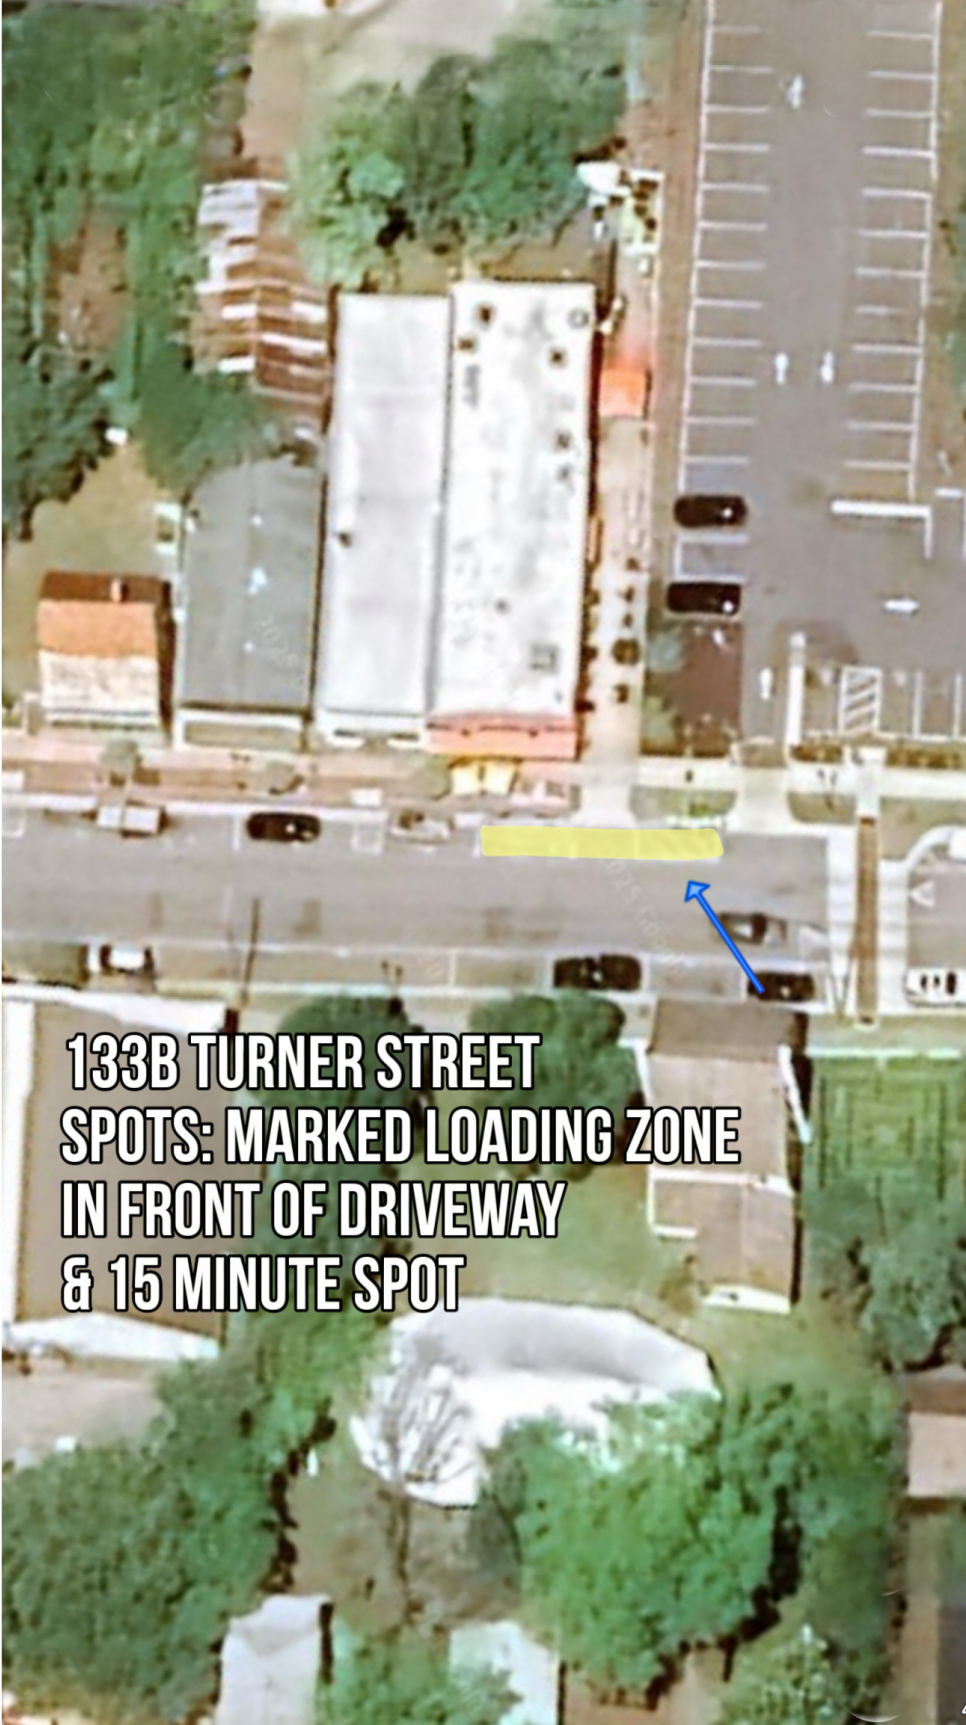 133B TURNER STREET
SPOTS: MARKED LOADING ZONE
IN FRONT OF DRIVEWAY
& 15 MINUTE SPOT